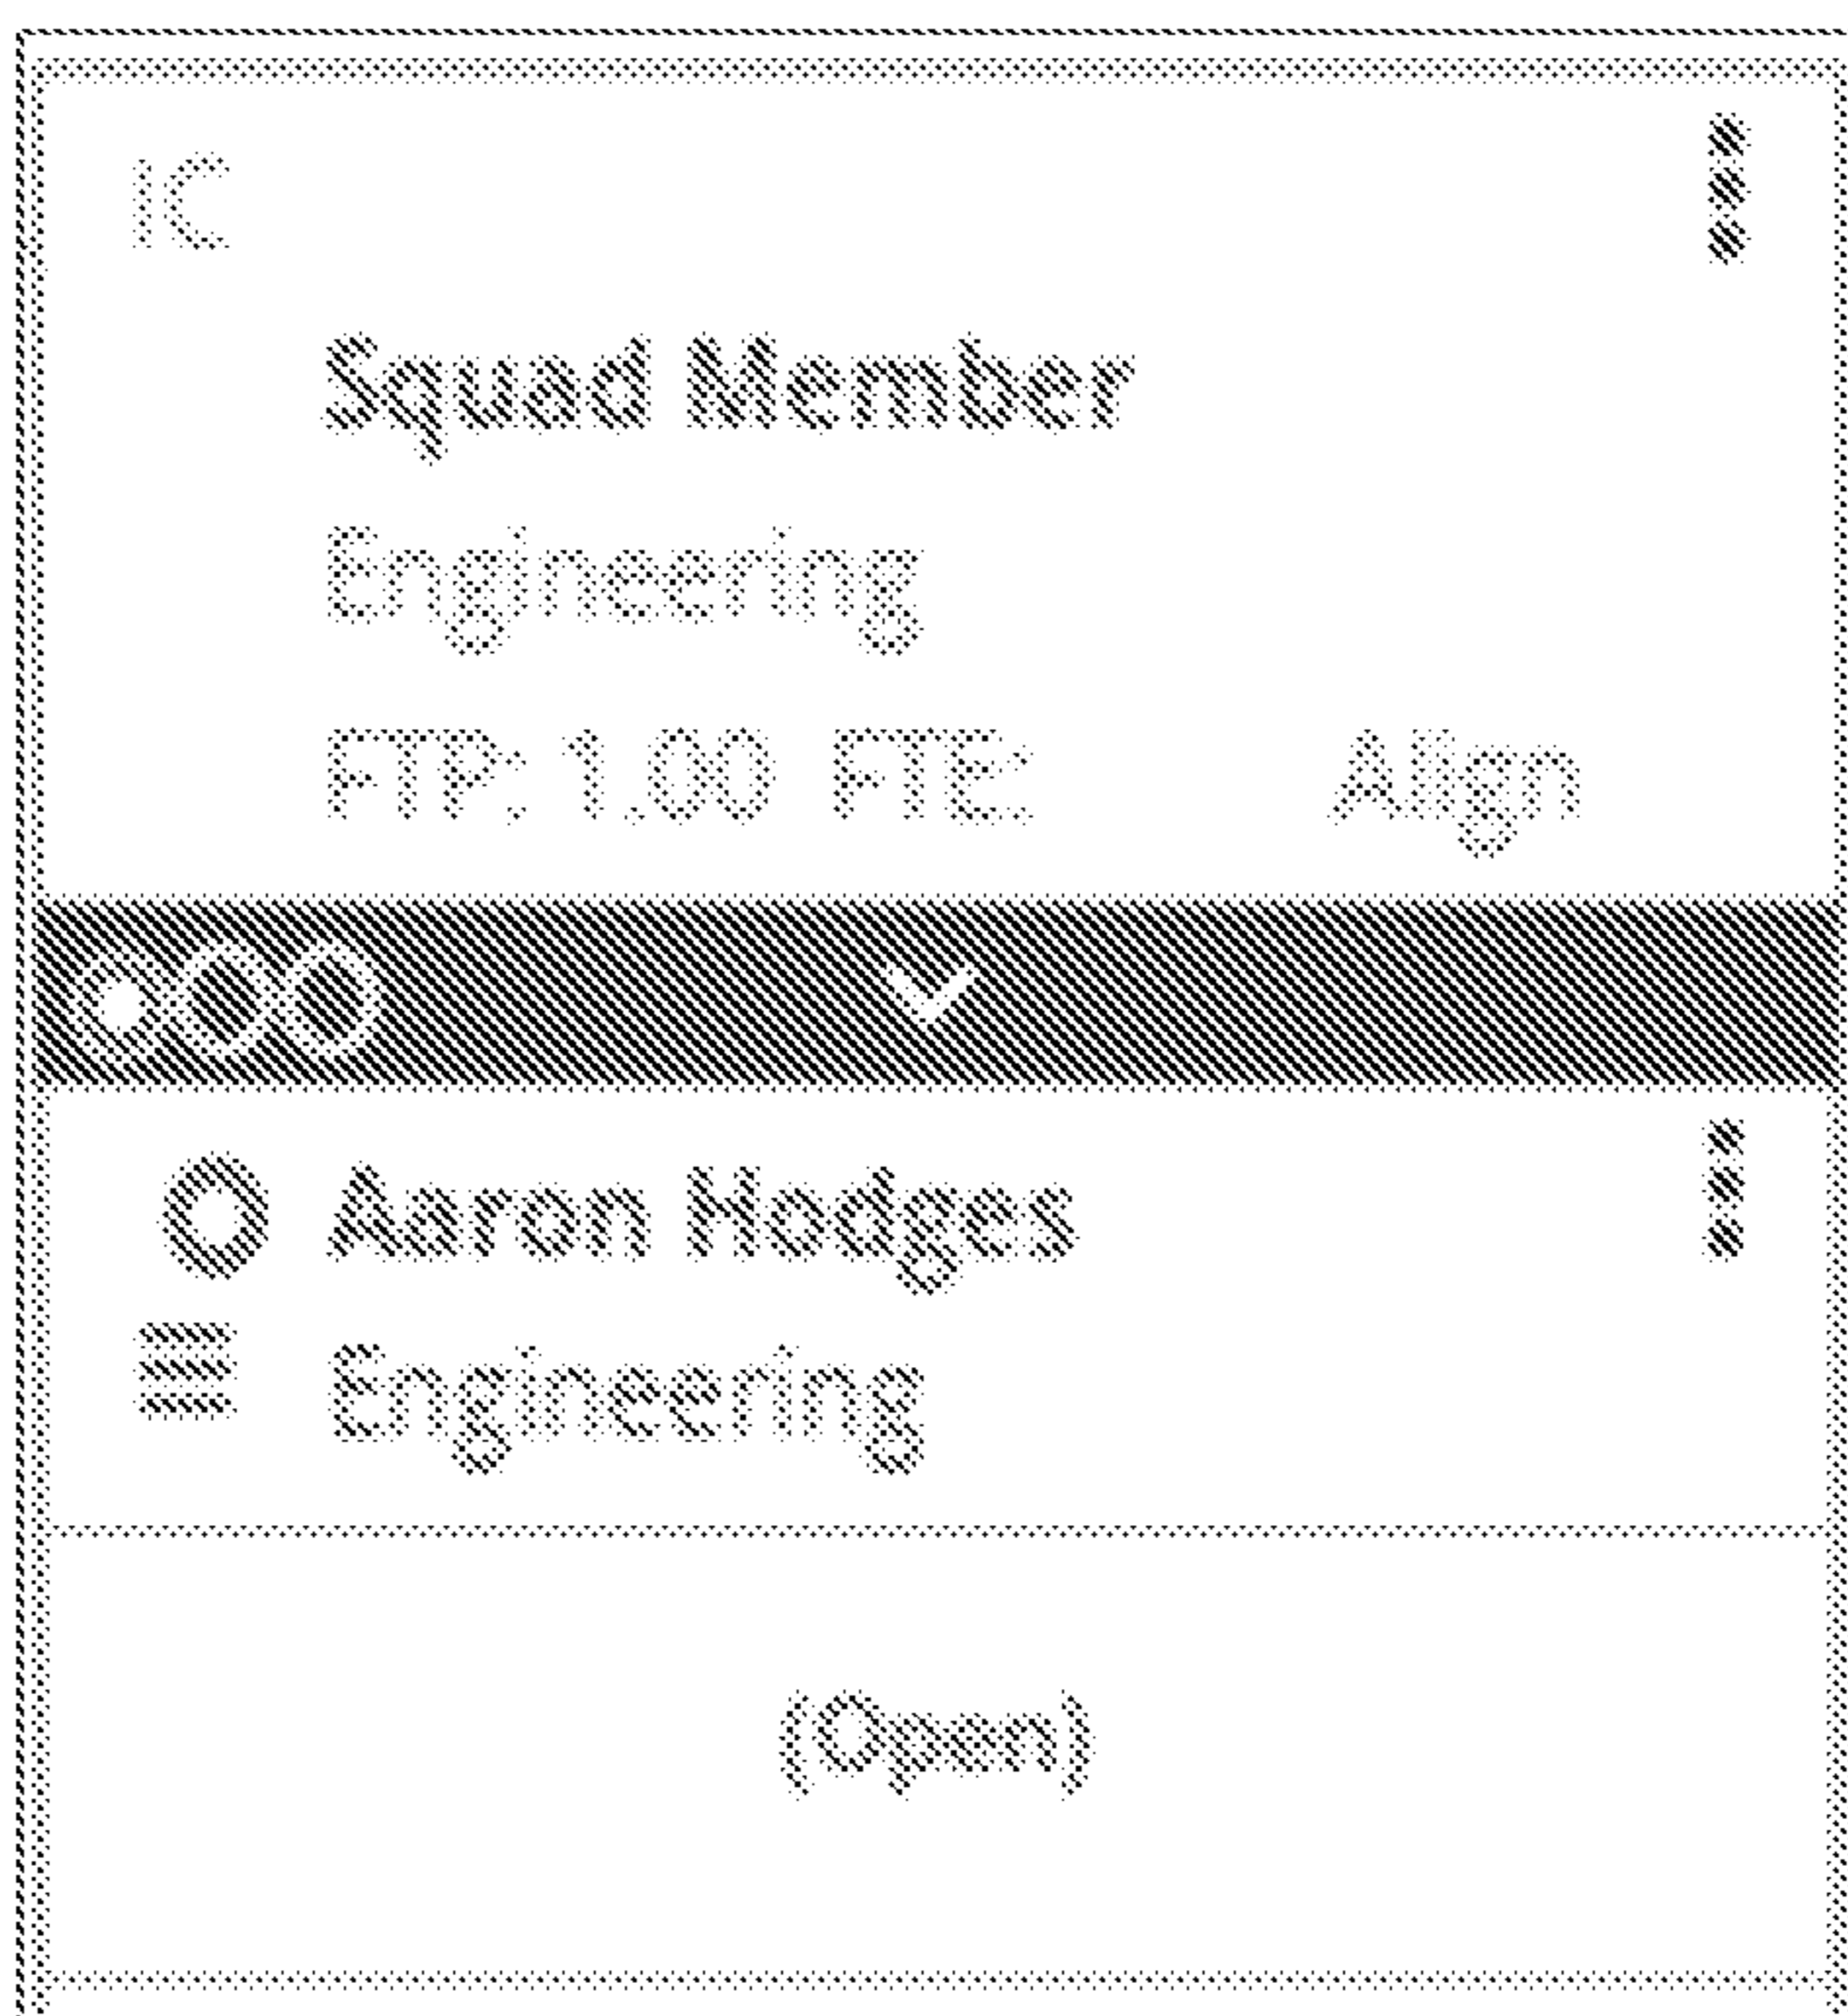 IC
Squad Member
Engineering
FTP: 1.00 FTE: Align
Aaron Hodges
Engineering
(Open)